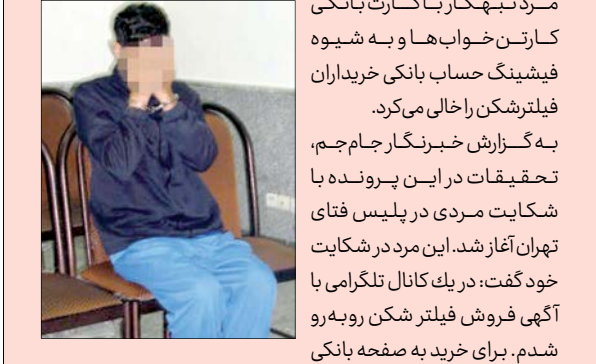 مرد تبهکار با کارت بانکی
کارتن‌خواب‌ها و به شیوه
فیشینگ حساب بانکی خریداران
فیلترشکن را خالی می‌کرد.
به گزارش خبرنگار جام‌جم،
تحقیقات در این پرونده با
شکایت مردی در پلیس فتای
تهران آغاز شد. این مرد در شکایت
خود گفت: در یك کانال تلگرامی با
آگهی فروش فیلتر شکن روبه‌رو
شدم. برای خرید به صفحه بانکی